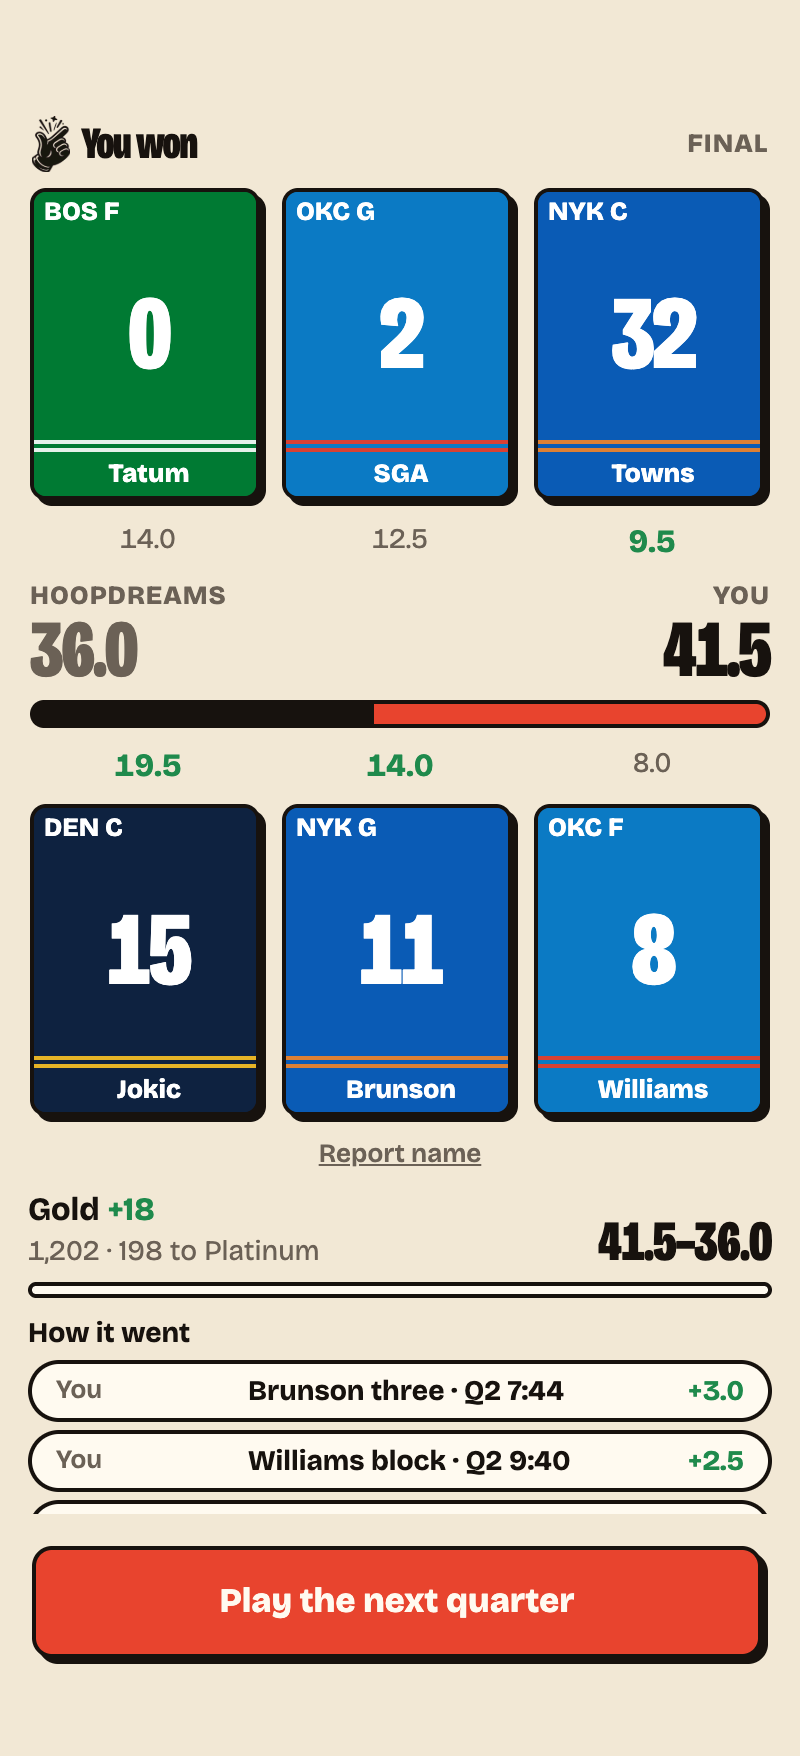 You won
FINAL
BOS F
OKC G
NYK C
0
2
32
Tatum
SGA
Towns
14.0
12.5
9.5
HOOPDREAMS
YOU
36.0
41.5
19.5
14.0
8.0
DEN C
NYK G
OKC F
15
11
8
Jokic
Brunson
Williams
Report name
Gold +18
1,202 · 198 to Platinum
41.5–36.0
How it went
You Brunson three · Q2 7:44 +3.0
You Williams block · Q2 9:40 +2.5
Play the next quarter